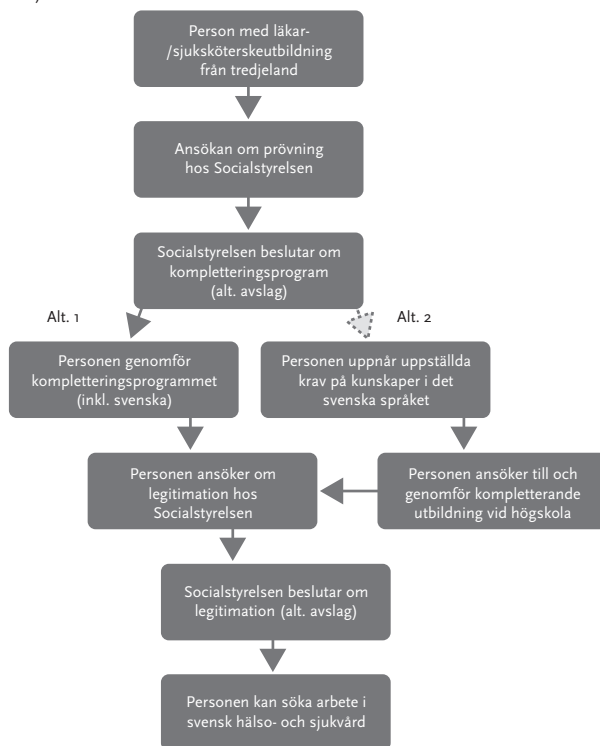 Person med läkar-
/sjuksköterskeutbildning
från tredjeland
Ansökan om prövning
hos Socialstyrelsen
Socialstyrelsen beslutar om
kompletteringsprogram
(alt. avslag)
Alt. 1
Alt. 2
Personen genomför
kompletteringsprogrammet
(inkl. svenska)
Personen uppnår uppställda
krav på kunskaper i det
svenska språket
Personen ansöker om
legitimation hos
Socialstyrelsen
Personen ansöker till och
genomför kompletterande
utbildning vid högskola
Socialstyrelsen beslutar om
legitimation (alt. avslag)
Personen kan söka arbete i
svensk hälso- och sjukvård